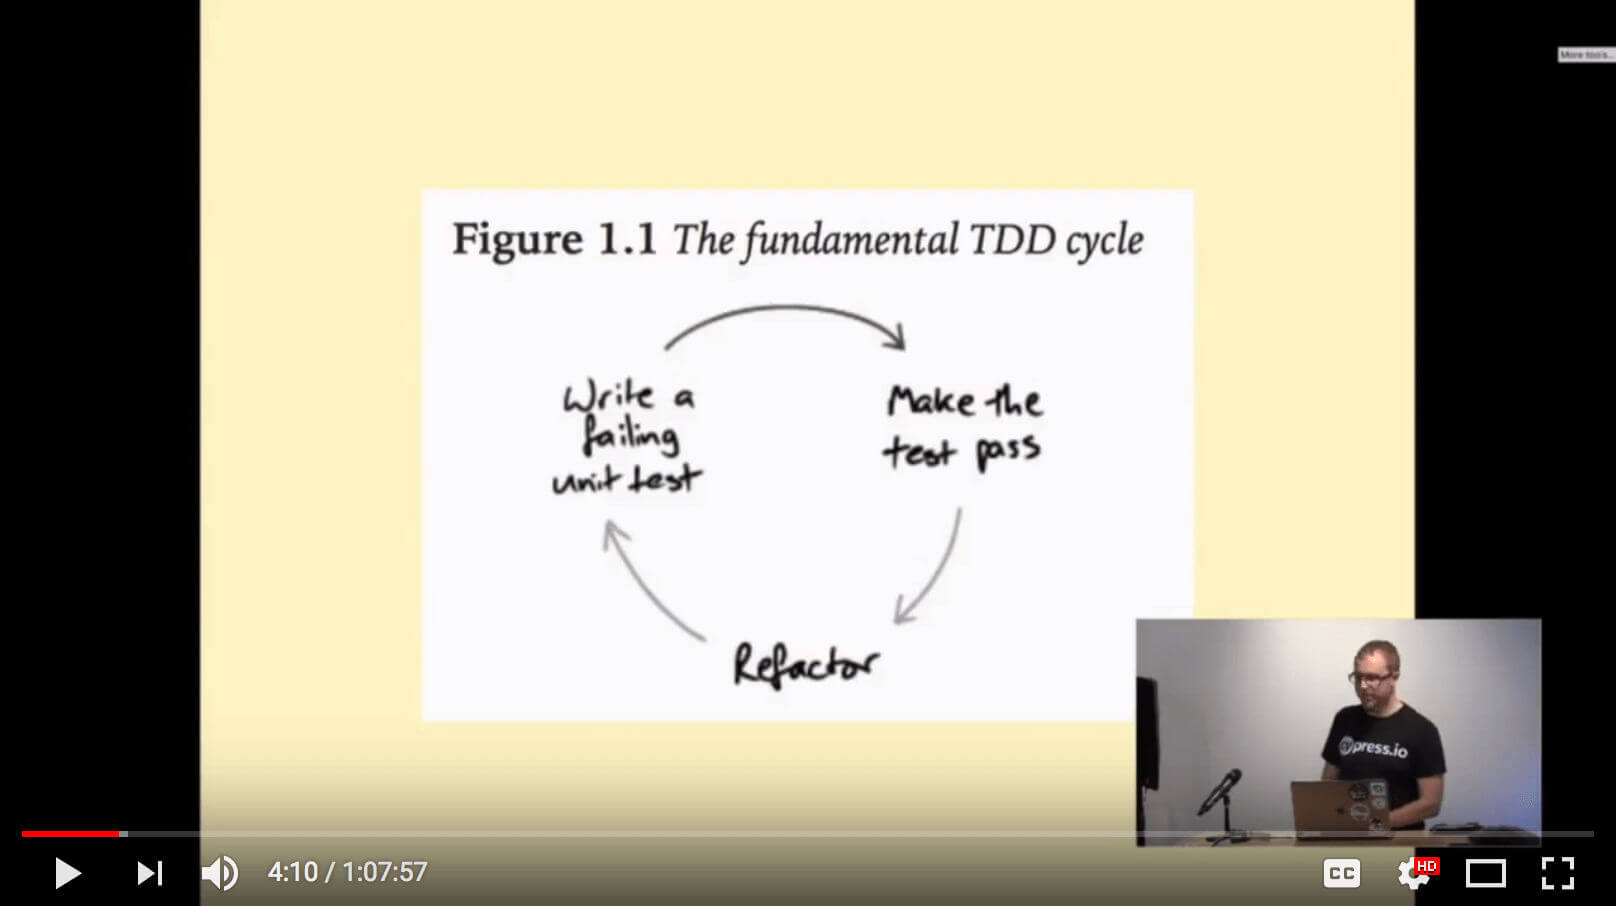 More tools...
Figure 1.1 The fundamental TDD cycle
Write a
failing
unit test
Make the
test pass
Refactor
cypress.io
4:10 / 1:07:57
CC
HD